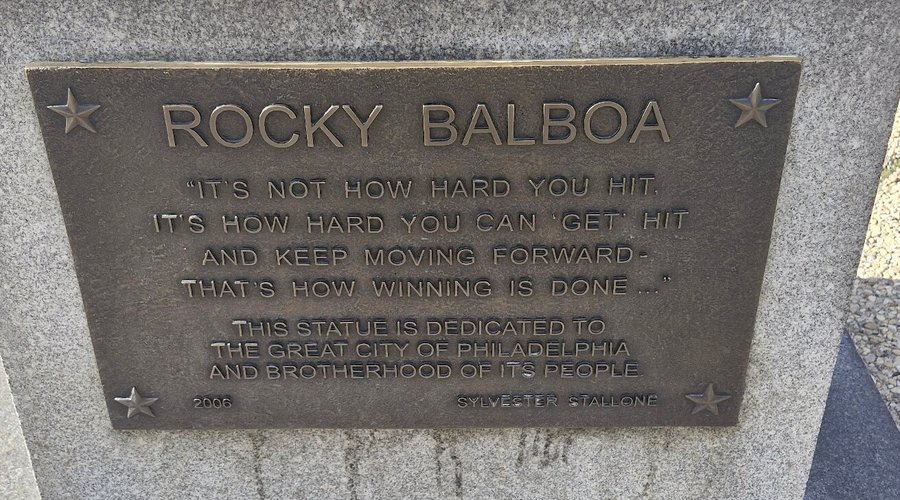 ROCKY BALBOA
"IT'S NOT HOW HARD YOU HIT.
IT'S HOW HARD YOU CAN 'GET' HIT
AND KEEP MOVING FORWARD -
THAT'S HOW WINNING IS DONE ..."
THIS STATUE IS DEDICATED TO
THE GREAT CITY OF PHILADELPHIA
AND BROTHERHOOD OF ITS PEOPLE
2006 SYLVESTER STALLONE